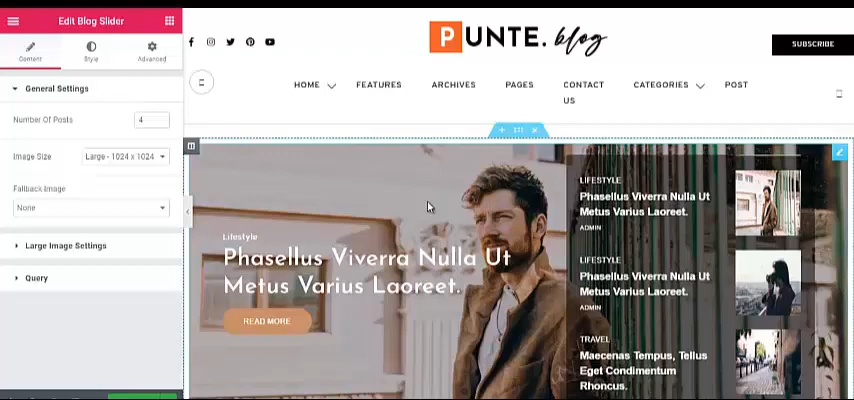 Edit Blog Slider
Content
Style
Advanced
General Settings
Number Of Posts
4
Image Size
Large - 1024 x 1024
Fallback Image
None
Large Image Settings
Query
PUNTE. blog
SUBSCRIBE
HOME
FEATURES
ARCHIVES
PAGES
CONTACT
US
CATEGORIES
POST
Lifestyle
Phasellus Viverra Nulla Ut
Metus Varius Laoreet.
READ MORE
LIFESTYLE
Phasellus Viverra Nulla Ut
Metus Varius Laoreet.
ADMIN
LIFESTYLE
Phasellus Viverra Nulla Ut
Metus Varius Laoreet.
ADMIN
TRAVEL
Maecenas Tempus, Tellus
Eget Condimentum
Rhoncus.